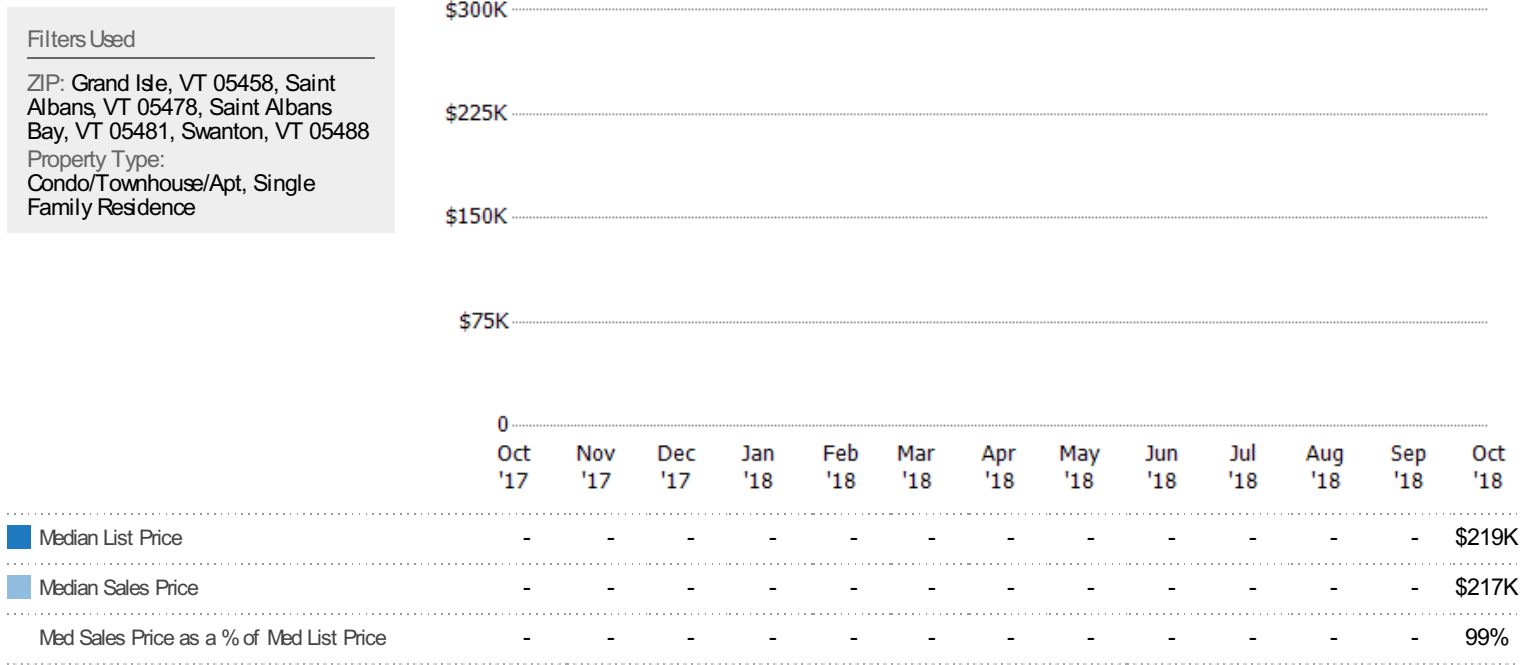 Filters Used
ZIP: Grand Isle, VT 05458, Saint
Albans, VT 05478, Saint Albans
Bay, VT 05481, Swanton, VT 05488
Property Type:
Condo/Townhouse/Apt, Single
Family Residence
$300K
$225K
$150K
$75K
0
Oct Nov Dec Jan Feb Mar Apr May Jun Jul Aug Sep Oct
'17 '17 '17 '18 '18 '18 '18 '18 '18 '18 '18 '18 '18
Median List Price - - - - - - - - - - - - $219K
Median Sales Price - - - - - - - - - - - - $217K
Med Sales Price as a % of Med List Price - - - - - - - - - - - - 99%